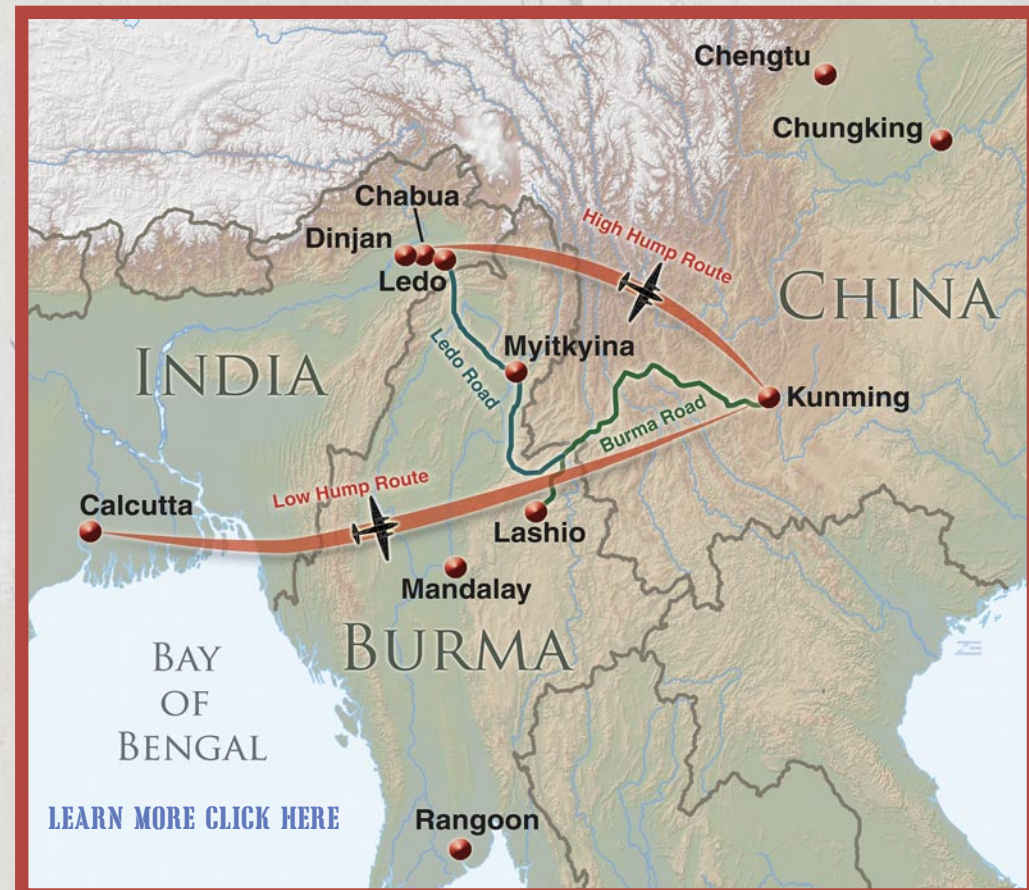 Chengtu
Chungking
Chabua
Dinjan
Ledo
High Hump Route
CHINA
INDIA
Ledo Road
Myitkyina
Kunming
Burma Road
Low Hump Route
Calcutta
Lashio
Mandalay
BURMA
BAY
OF
BENGAL
LEARN MORE CLICK HERE
Rangoon